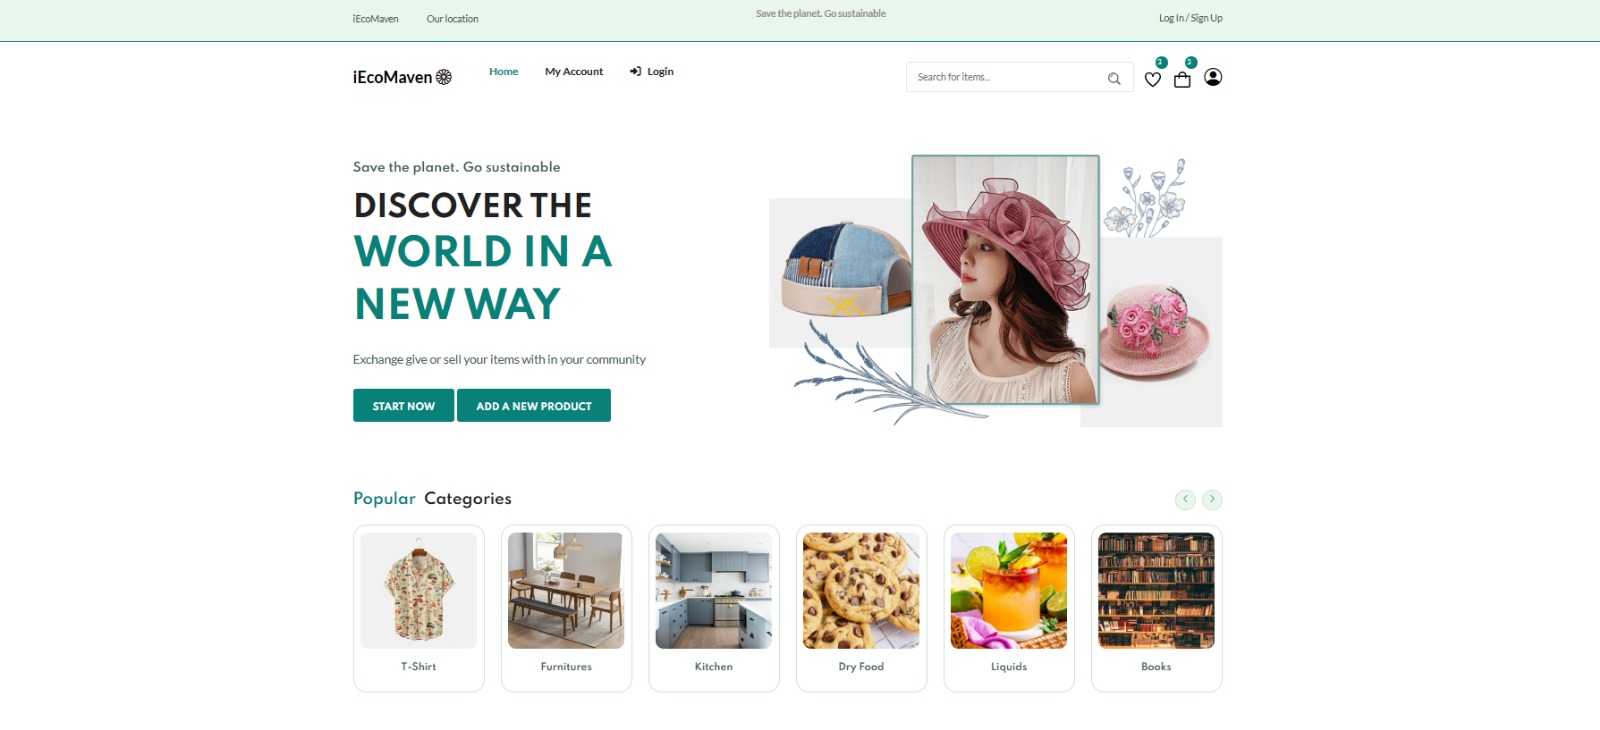 iEcoMaven
Our location
Save the planet. Go sustainable
Log In / Sign Up
iEcoMaven
Home
My Account
Login
Search for items...
3
3
Save the planet. Go sustainable
DISCOVER THE
WORLD IN A
NEW WAY
Exchange give or sell your items with in your community
START NOW
ADD A NEW PRODUCT
Popular Categories
T-Shirt
Furnitures
Kitchen
Dry Food
Liquids
Books